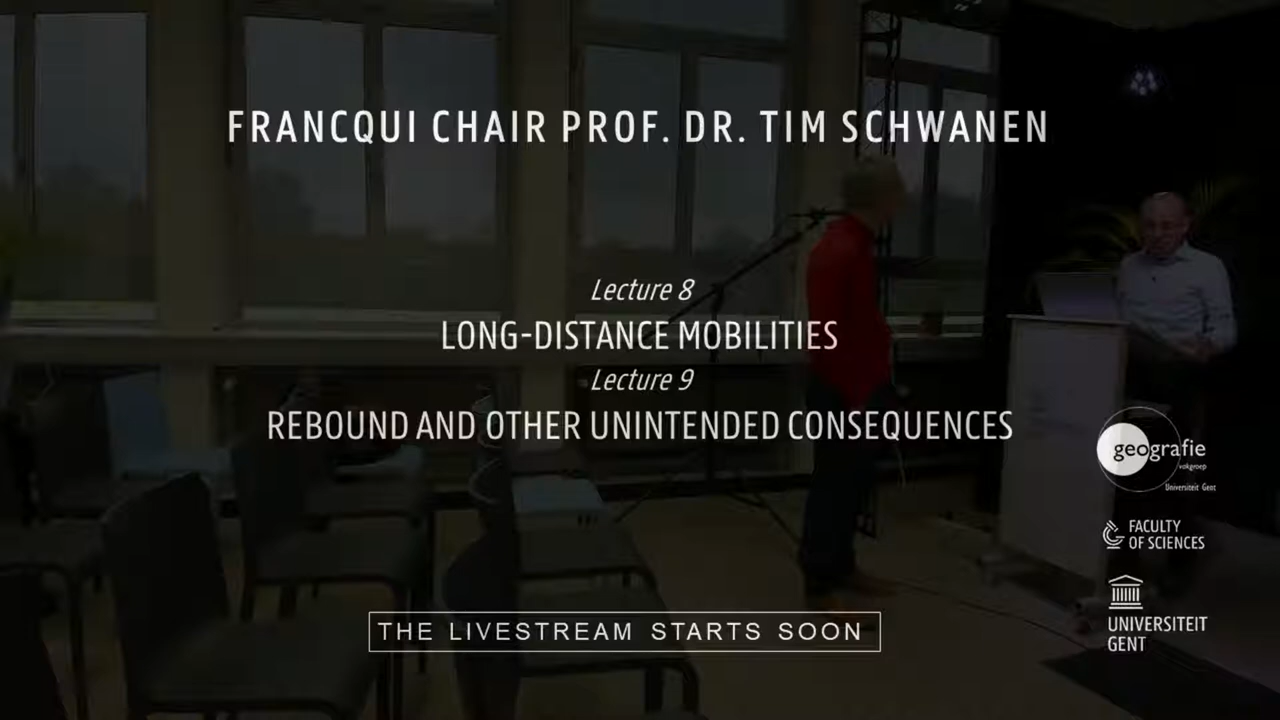 FRANCQUI CHAIR PROF. DR. TIM SCHWANEN
Lecture 8
LONG-DISTANCE MOBILITIES
Lecture 9
REBOUND AND OTHER UNINTENDED CONSEQUENCES
geografie
vakgroep
Universiteit Gent
FACULTY
OF SCIENCES
UNIVERSITEIT
GENT
THE LIVESTREAM STARTS SOON